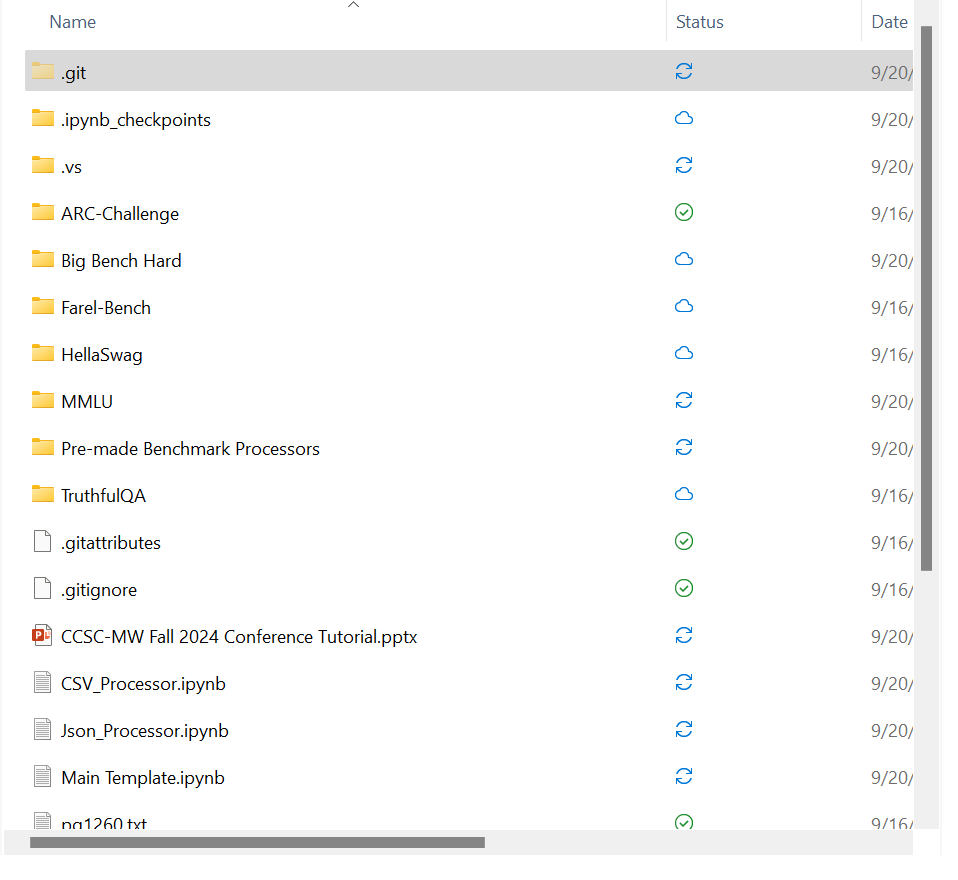 Name Status Date
.git 9/20/
.ipynb_checkpoints 9/20/
.vs 9/20/
ARC-Challenge 9/16/
Big Bench Hard 9/20/
Farel-Bench 9/16/
HellaSwag 9/16/
MMLU 9/20/
Pre-made Benchmark Processors 9/20/
TruthfulQA 9/16/
.gitattributes 9/16/
.gitignore 9/16/
CCSC-MW Fall 2024 Conference Tutorial.pptx 9/20/
CSV_Processor.ipynb 9/20/
Json_Processor.ipynb 9/20/
Main Template.ipynb 9/20/
pg1260.txt 9/16/